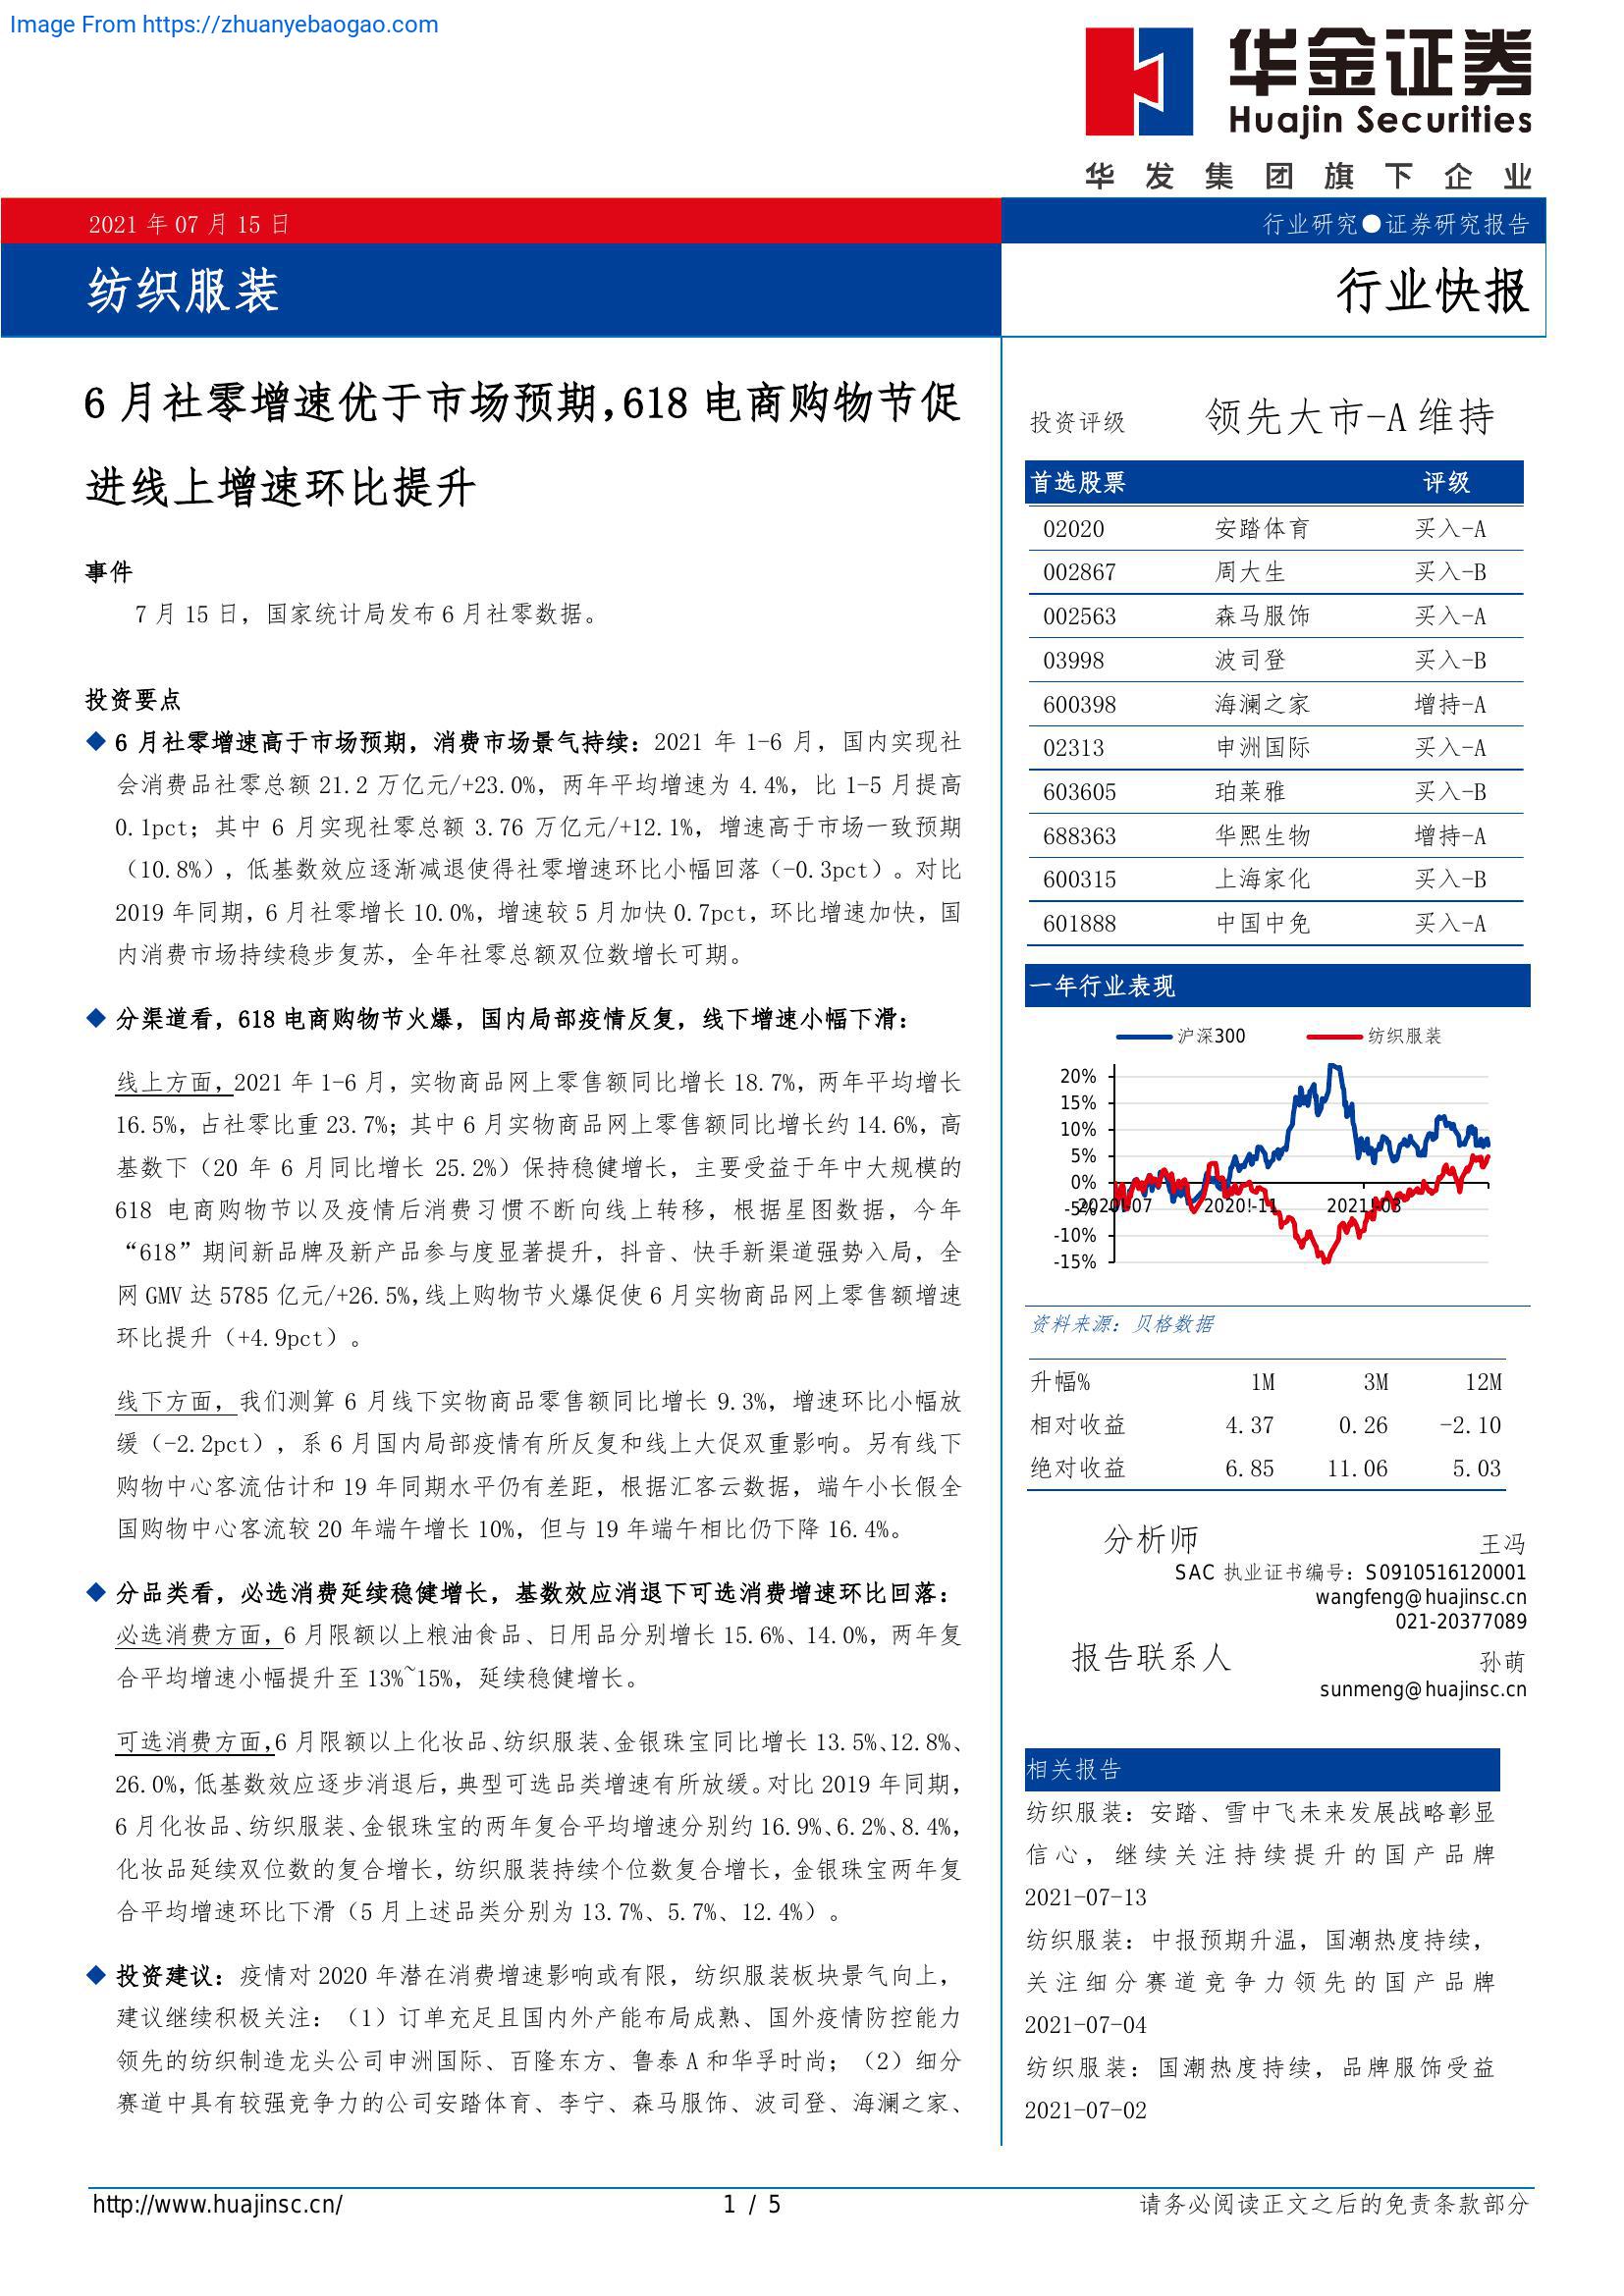 Image From https://zhuanyebaogao.com
华金证券
Huajin Securities
华发集团旗下企业
2021 年 07 月 15 日
行业研究●证券研究报告
纺织服装
行业快报
6 月社零增速优于市场预期,618 电商购物节促
进线上增速环比提升
事件
7 月 15 日，国家统计局发布 6 月社零数据。
投资要点
◆ 6 月社零增速高于市场预期，消费市场景气持续：2021 年 1-6 月，国内实现社
会消费品社零总额 21.2 万亿元/+23.0%，两年平均增速为 4.4%，比 1-5 月提高
0.1pct；其中 6 月实现社零总额 3.76 万亿元/+12.1%，增速高于市场一致预期
（10.8%），低基数效应逐渐减退使得社零增速环比小幅回落（-0.3pct）。对比
2019 年同期，6 月社零增长 10.0%，增速较 5 月加快 0.7pct，环比增速加快，国
内消费市场持续稳步复苏，全年社零总额双位数增长可期。
◆ 分渠道看，618 电商购物节火爆，国内局部疫情反复，线下增速小幅下滑：
线上方面，2021 年 1-6 月，实物商品网上零售额同比增长 18.7%，两年平均增长
16.5%，占社零比重 23.7%；其中 6 月实物商品网上零售额同比增长约 14.6%，高
基数下（20 年 6 月同比增长 25.2%）保持稳健增长，主要受益于年中大规模的
618 电商购物节以及疫情后消费习惯不断向线上转移，根据星图数据，今年
“618”期间新品牌及新产品参与度显著提升，抖音、快手新渠道强势入局，全
网 GMV 达 5785 亿元/+26.5%,线上购物节火爆促使 6 月实物商品网上零售额增速
环比提升（+4.9pct）。
线下方面，我们测算 6 月线下实物商品零售额同比增长 9.3%，增速环比小幅放
缓（-2.2pct），系 6 月国内局部疫情有所反复和线上大促双重影响。另有线下
购物中心客流估计和 19 年同期水平仍有差距，根据汇客云数据，端午小长假全
国购物中心客流较 20 年端午增长 10%，但与 19 年端午相比仍下降 16.4%。
◆ 分品类看，必选消费延续稳健增长，基数效应消退下可选消费增速环比回落：
必选消费方面，6 月限额以上粮油食品、日用品分别增长 15.6%、14.0%，两年复
合平均增速小幅提升至 13%~15%，延续稳健增长。
可选消费方面,6 月限额以上化妆品、纺织服装、金银珠宝同比增长 13.5%、12.8%、
26.0%，低基数效应逐步消退后，典型可选品类增速有所放缓。对比 2019 年同期，
6 月化妆品、纺织服装、金银珠宝的两年复合平均增速分别约 16.9%、6.2%、8.4%，
化妆品延续双位数的复合增长，纺织服装持续个位数复合增长，金银珠宝两年复
合平均增速环比下滑（5 月上述品类分别为 13.7%、5.7%、12.4%）。
◆ 投资建议：疫情对 2020 年潜在消费增速影响或有限，纺织服装板块景气向上，
建议继续积极关注：（1）订单充足且国内外产能布局成熟、国外疫情防控能力
领先的纺织制造龙头公司申洲国际、百隆东方、鲁泰 A 和华孚时尚；（2）细分
赛道中具有较强竞争力的公司安踏体育、李宁、森马服饰、波司登、海澜之家、
投资评级 领先大市-A 维持
首选股票 评级
02020 安踏体育 买入-A
002867 周大生 买入-B
002563 森马服饰 买入-A
03998 波司登 买入-B
600398 海澜之家 增持-A
02313 申洲国际 买入-A
603605 珀莱雅 买入-B
688363 华熙生物 增持-A
600315 上海家化 买入-B
601888 中国中免 买入-A
一年行业表现
沪深300 纺织服装
20%
15%
10%
5%
0%
-5%
-10%
-15%
2020!-07 2020!-11 2021!-03
资料来源：贝格数据
升幅% 1M 3M 12M
相对收益 4.37 0.26 -2.10
绝对收益 6.85 11.06 5.03
分析师 王冯
SAC 执业证书编号：S0910516120001
wangfeng@huajinsc.cn
021-20377089
报告联系人 孙萌
sunmeng@huajinsc.cn
相关报告
纺织服装：安踏、雪中飞未来发展战略彰显
信心，继续关注持续提升的国产品牌
2021-07-13
纺织服装：中报预期升温，国潮热度持续，
关注细分赛道竞争力领先的国产品牌
2021-07-04
纺织服装：国潮热度持续，品牌服饰受益
2021-07-02
http://www.huajinsc.cn/
1 / 5
请务必阅读正文之后的免责条款部分